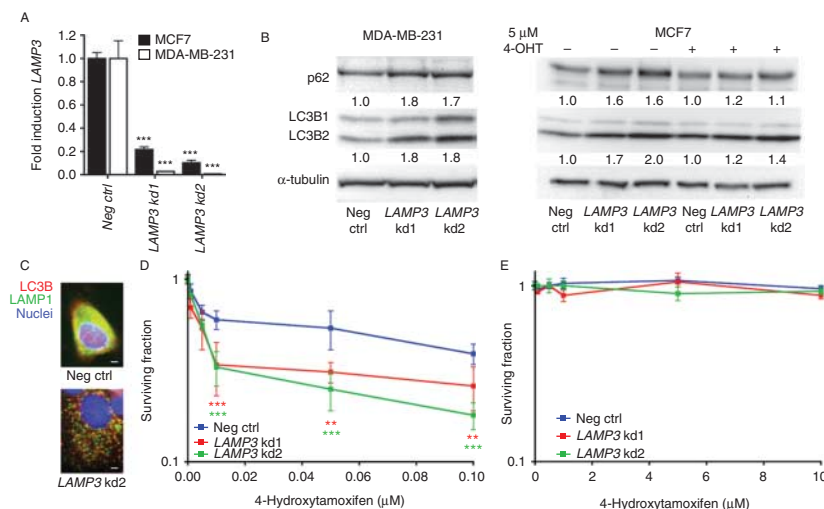 A
MCF7
MDA-MB-231
Fold induction LAMP3
1.2
1.0
0.8
0.6
0.4
0.2
0.0
*** *** *** ***
Neg ctrl
LAMP3 kd1
LAMP3 kd2
B
MDA-MB-231
p62
1.0 1.8 1.7
LC3B1
LC3B2
1.0 1.8 1.8
α-tubulin
Neg ctrl
LAMP3 kd1
LAMP3 kd2
5 μM
4-OHT
MCF7
– – – + + +
1.0 1.6 1.6 1.0 1.2 1.1
1.0 1.7 2.0 1.0 1.2 1.4
Neg ctrl
LAMP3 kd1
LAMP3 kd2
Neg ctrl
LAMP3 kd1
LAMP3 kd2
C
LC3B
LAMP1
Nuclei
Neg ctrl
LAMP3 kd2
D
Surviving fraction
1
0.1
*** ***
** ***
** ***
Neg ctrl
LAMP3 kd1
LAMP3 kd2
0.00 0.02 0.04 0.06 0.08 0.10
4-Hydroxytamoxifen (μM)
E
Surviving fraction
1
0.1
Neg ctrl
LAMP3 kd1
LAMP3 kd2
0 2 4 6 8 10
4-Hydroxytamoxifen (μM)